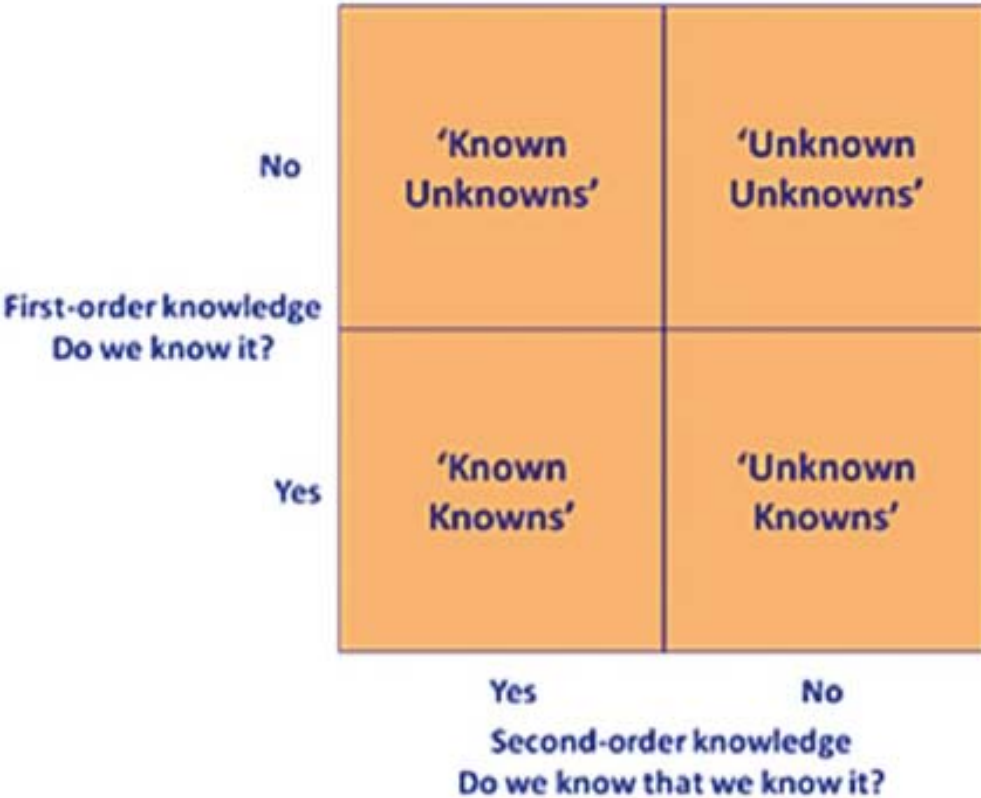 ‘Known
Unknowns’
‘Unknown
Unknowns’
No
First-order knowledge
Do we know it?
‘Known
Knowns’
‘Unknown
Knowns’
Yes
Yes
No
Second-order knowledge
Do we know that we know it?